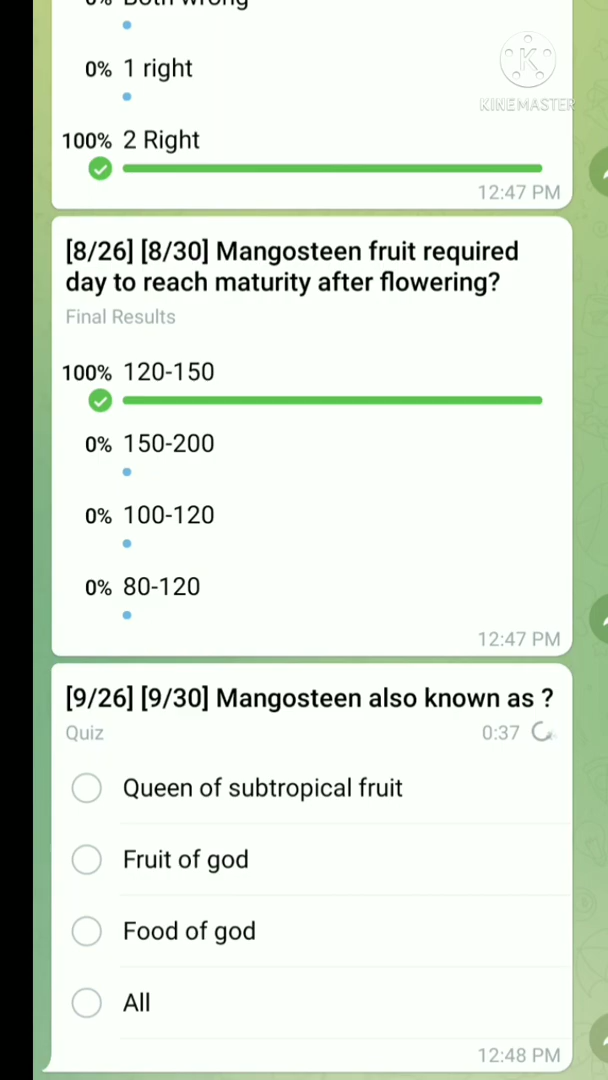 0% Both wrong
0% 1 right
K
KINEMASTER
100% 2 Right
12:47 PM
[8/26] [8/30] Mangosteen fruit required
day to reach maturity after flowering?
Final Results
100% 120-150
0% 150-200
0% 100-120
0% 80-120
12:47 PM
[9/26] [9/30] Mangosteen also known as ?
Quiz
0:37
Queen of subtropical fruit
Fruit of god
Food of god
All
12:48 PM